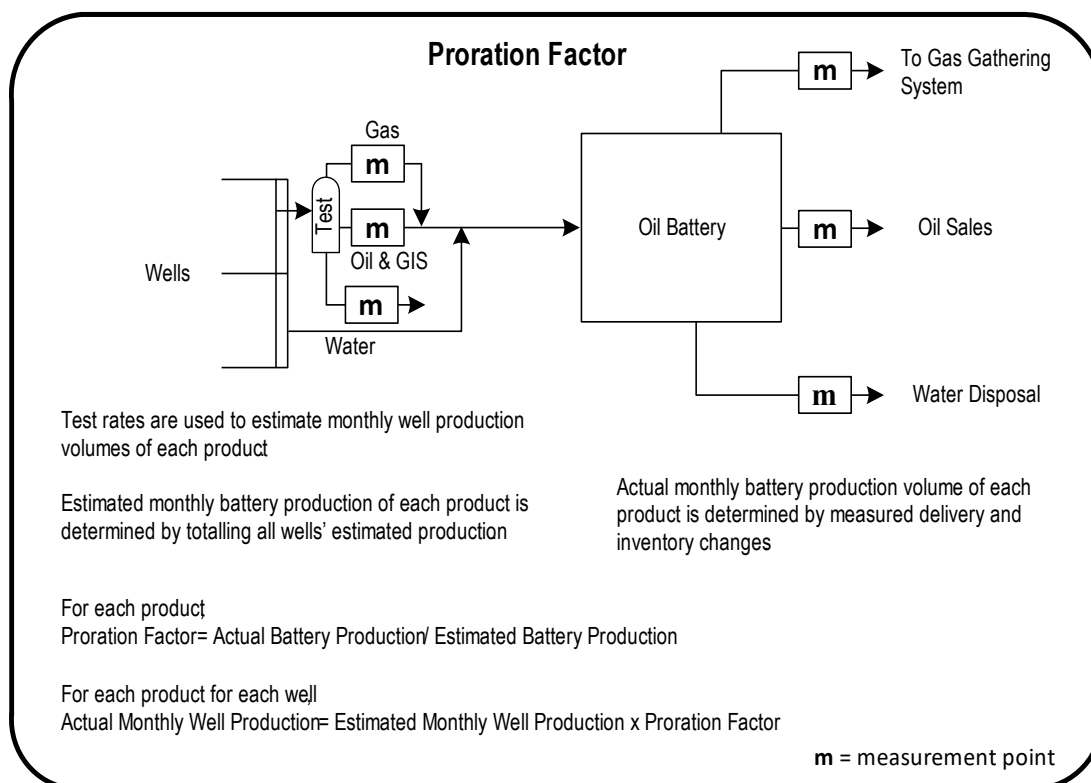 Proration Factor
m
To Gas Gathering
System
Gas
m
Test
m
Oil & GIS
Oil Battery
m
Oil Sales
Wells
m
Water
m
Water Disposal
Test rates are used to estimate monthly well production
volumes of each product
Estimated monthly battery production of each product is
determined by totalling all wells' estimated production
Actual monthly battery production volume of each
product is determined by measured delivery and
inventory changes
For each product,
Proration Factor= Actual Battery Production/ Estimated Battery Production
For each product for each well,
Actual Monthly Well Production= Estimated Monthly Well Production x Proration Factor
m = measurement point